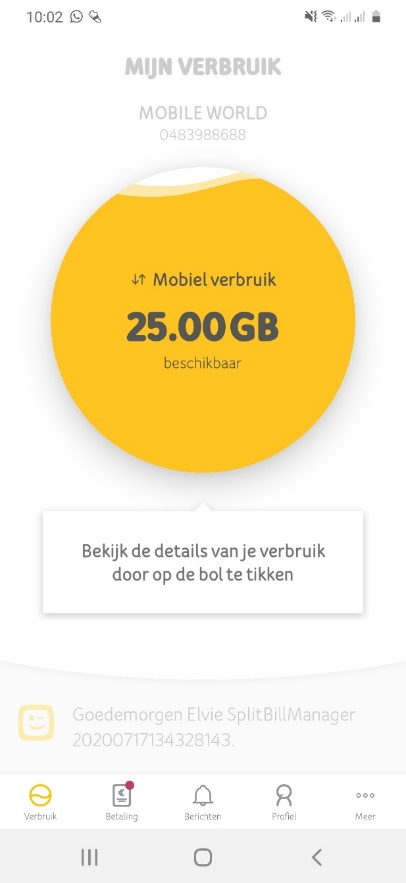 10:02
MIJN VERBRUIK
MOBILE WORLD
0483988688
Mobiel verbruik
25.00 GB
beschikbaar
Bekijk de details van je verbruik
door op de bol te tikken
Goedemorgen Elvie SplitBillManager
20200717134328143.
Verbruik
Betaling
Berichten
Profiel
Meer